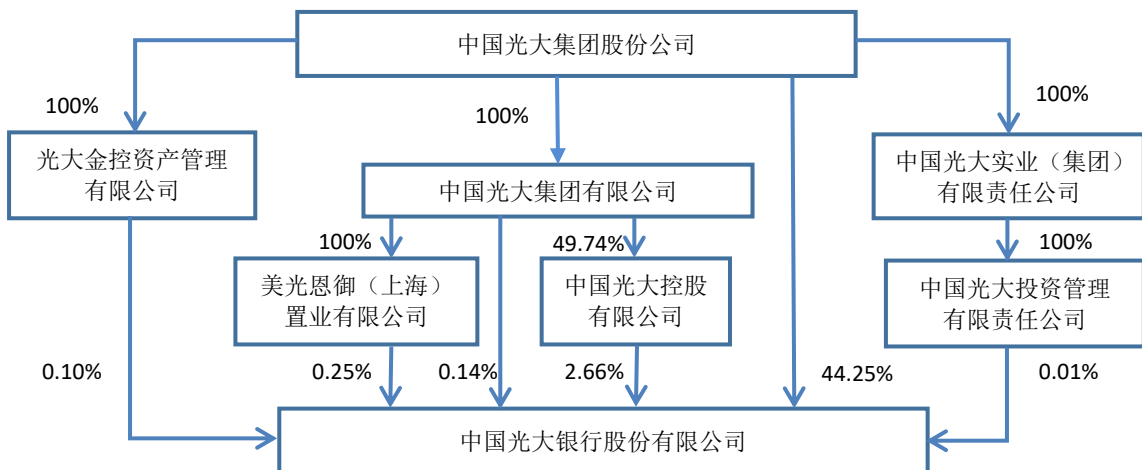 中国光大集团股份公司
100%
100%
100%
光大金控资产管理
有限公司
中国光大集团有限公司
中国光大实业（集团）
有限责任公司
100%
49.74%
100%
美光恩御（上海）
置业有限公司
中国光大控股
有限公司
中国光大投资管理
有限责任公司
0.10%
0.25%
0.14%
2.66%
44.25%
0.01%
中国光大银行股份有限公司